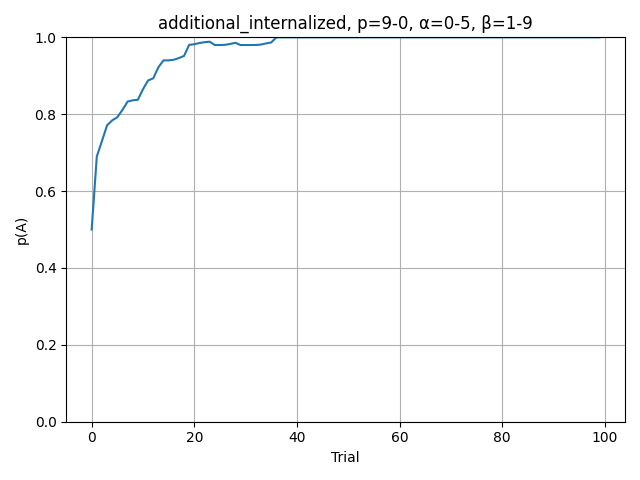 additional_internalized, p=9-0, α=0-5, β=1-9
1.0
0.8
0.6
0.4
0.2
0.0
p(A)
0 20 40 60 80 100
Trial